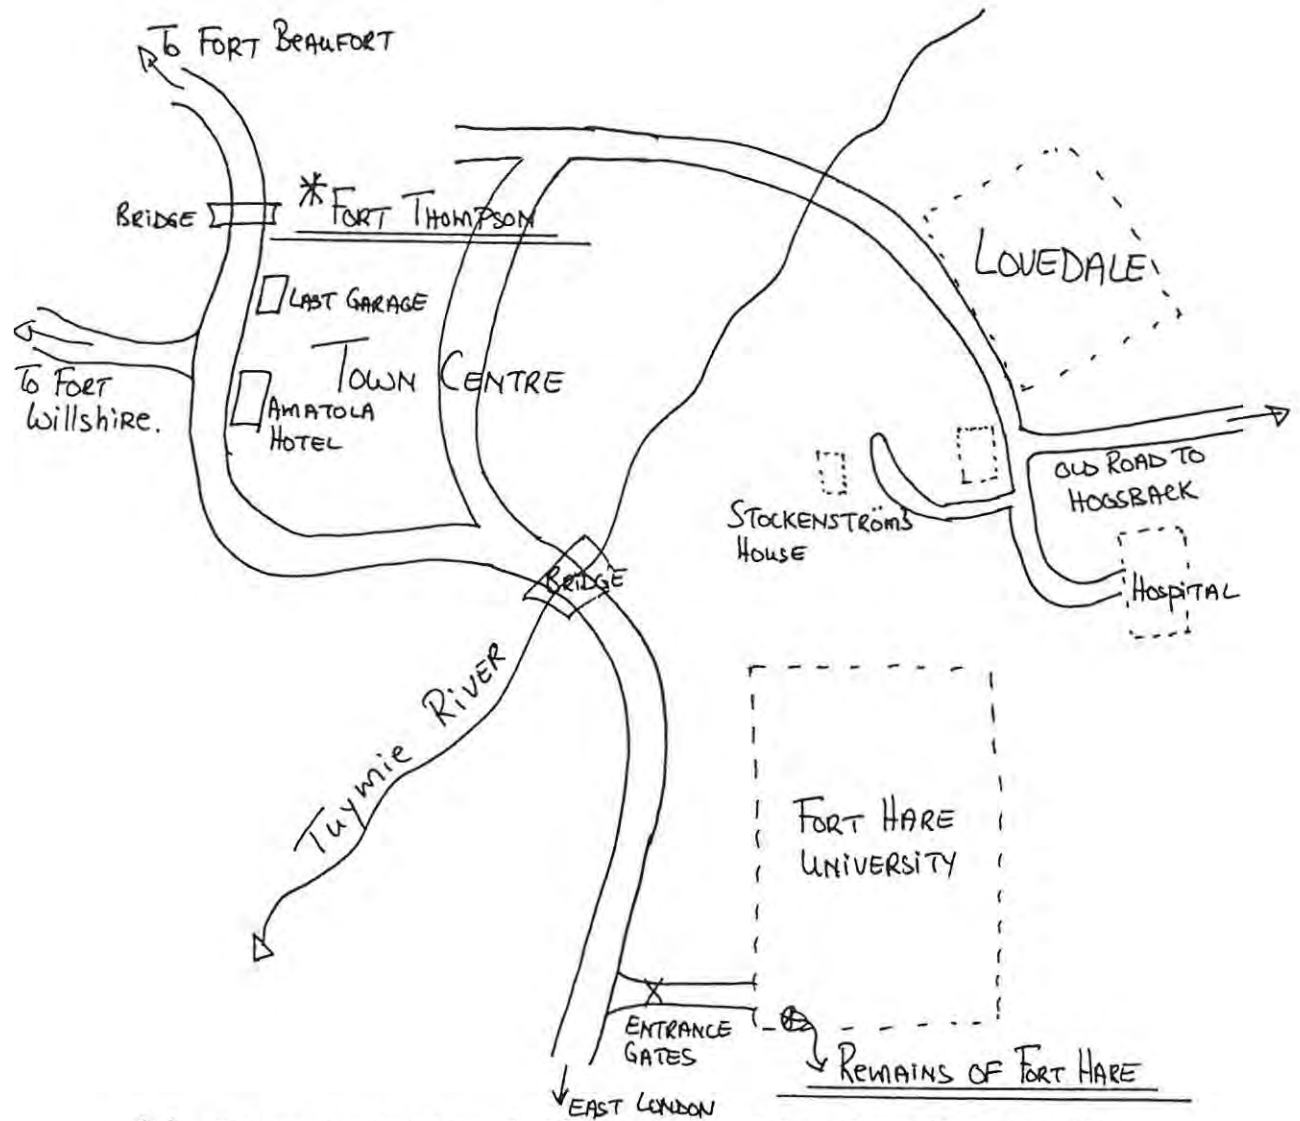 To FORT BEAUFORT
BRIDGE
* FORT THOMPSON
LOVEDALE
LAST GARAGE
TOWN CENTRE
To FORT
Willshire.
AMATOLA
HOTEL
OLD ROAD TO
HOGSBACK
STOCKENSTRÖM'S
HOUSE
BRIDGE
HOSPITAL
Tuymie RIVER
FORT HARE
UNIVERSITY
ENTRANCE
GATES
REMAINS OF FORT HARE
EAST LONDON